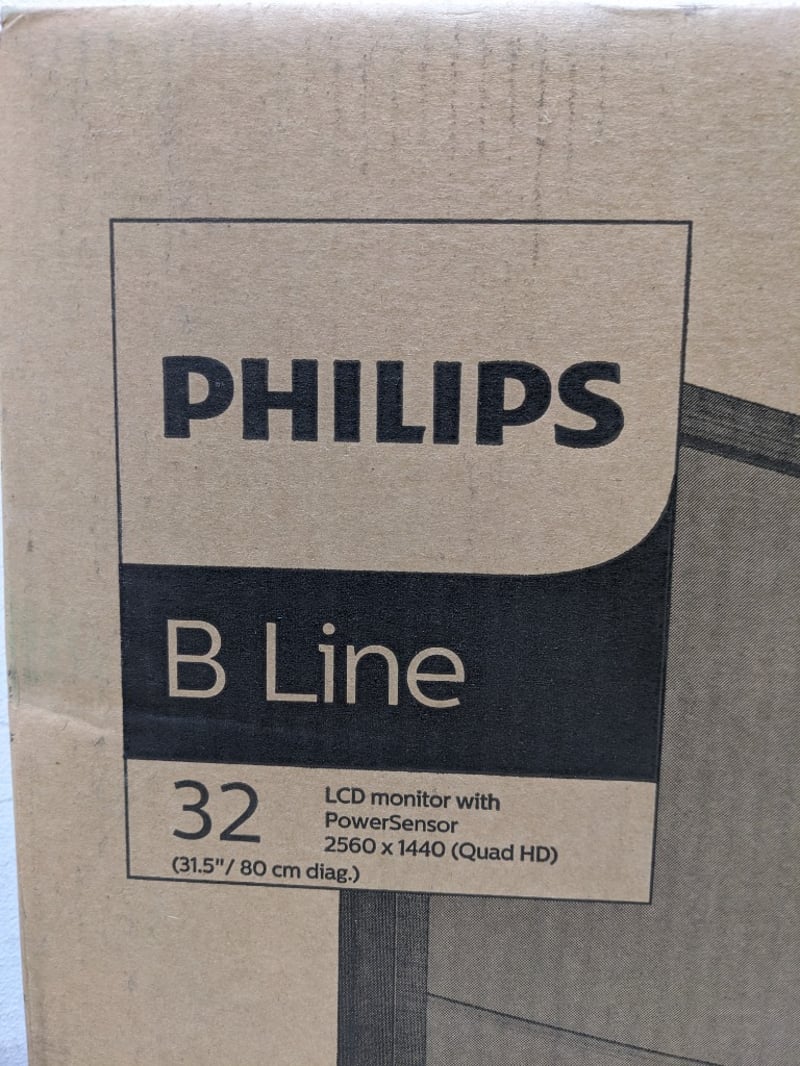 PHILIPS
B Line
32
(31.5"/ 80 cm diag.)
LCD monitor with
PowerSensor
2560 x 1440 (Quad HD)